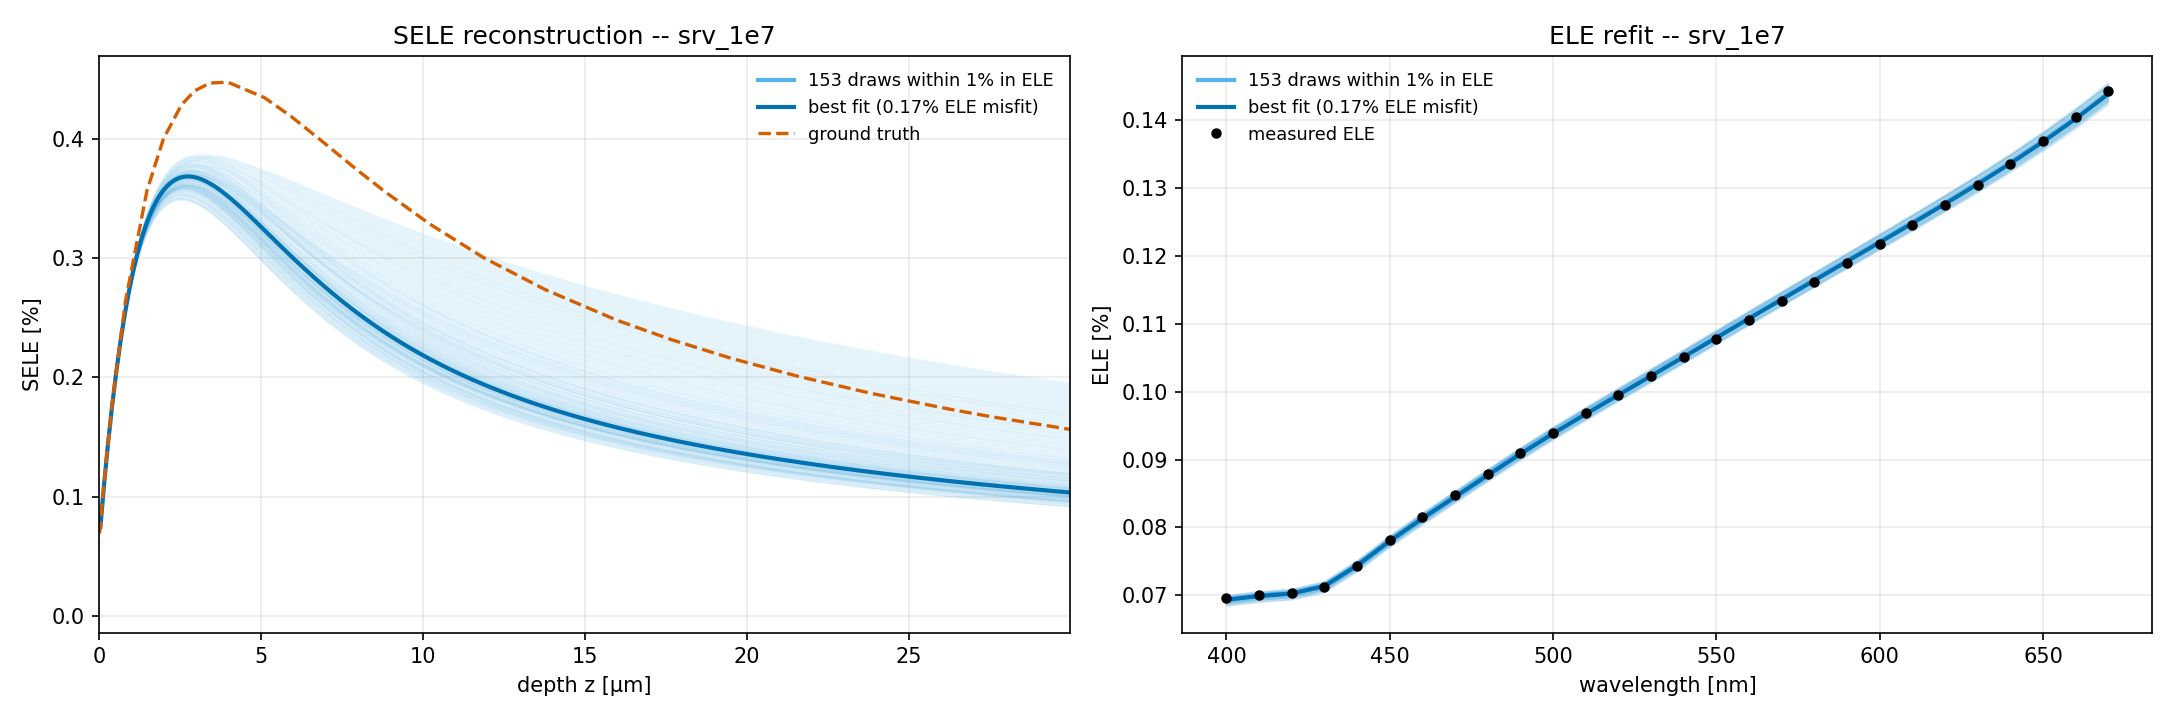 SELE reconstruction -- srv_1e7
153 draws within 1% in ELE
best fit (0.17% ELE misfit)
ground truth
SELE [%]
0.4
0.3
0.2
0.1
0.0
0 5 10 15 20 25
depth z [µm]
ELE refit -- srv_1e7
153 draws within 1% in ELE
best fit (0.17% ELE misfit)
measured ELE
ELE [%]
0.14
0.13
0.12
0.11
0.10
0.09
0.08
0.07
400 450 500 550 600 650
wavelength [nm]